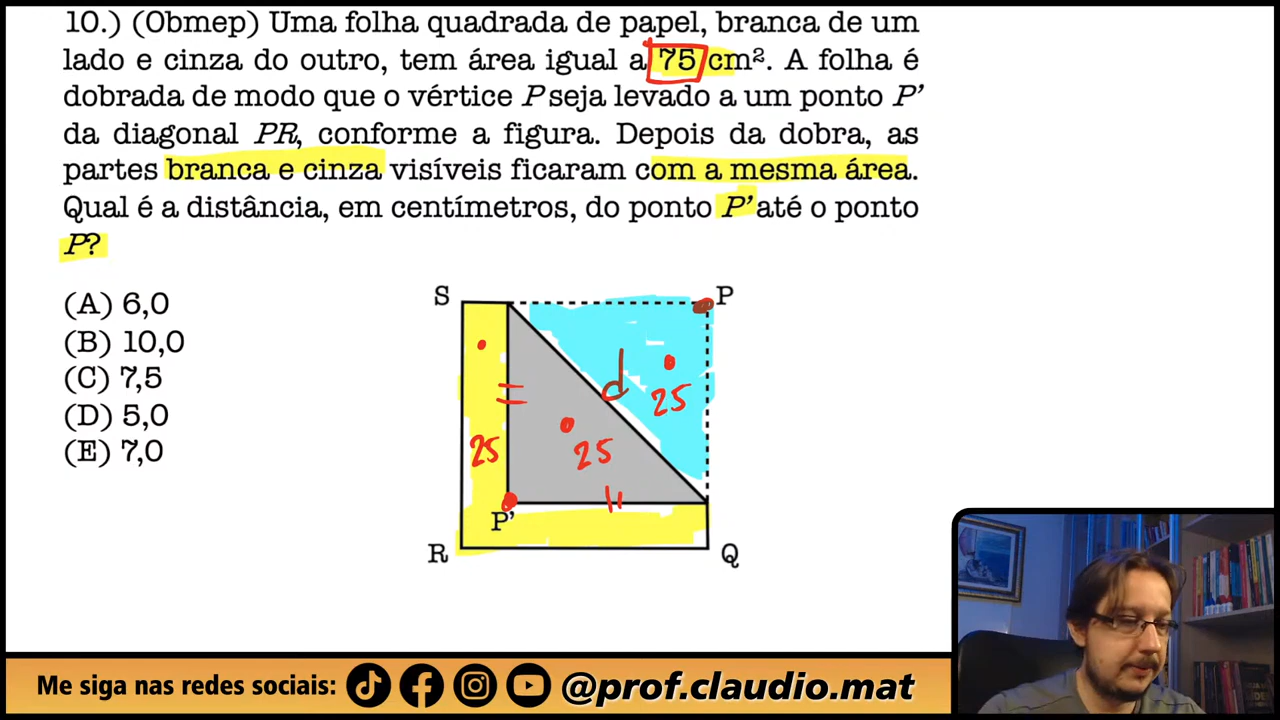 10.) (Obmep) Uma folha quadrada de papel, branca de um
lado e cinza do outro, tem área igual a 75 cm². A folha é
dobrada de modo que o vértice P seja levado a um ponto P'
da diagonal PR, conforme a figura. Depois da dobra, as
partes branca e cinza visíveis ficaram com a mesma área.
Qual é a distância, em centímetros, do ponto P' até o ponto
P?
(A) 6,0
(B) 10,0
(C) 7,5
(D) 5,0
(E) 7,0
S
P
d
25
25
25
P'
R
Q
Me siga nas redes sociais: @prof.claudio.mat